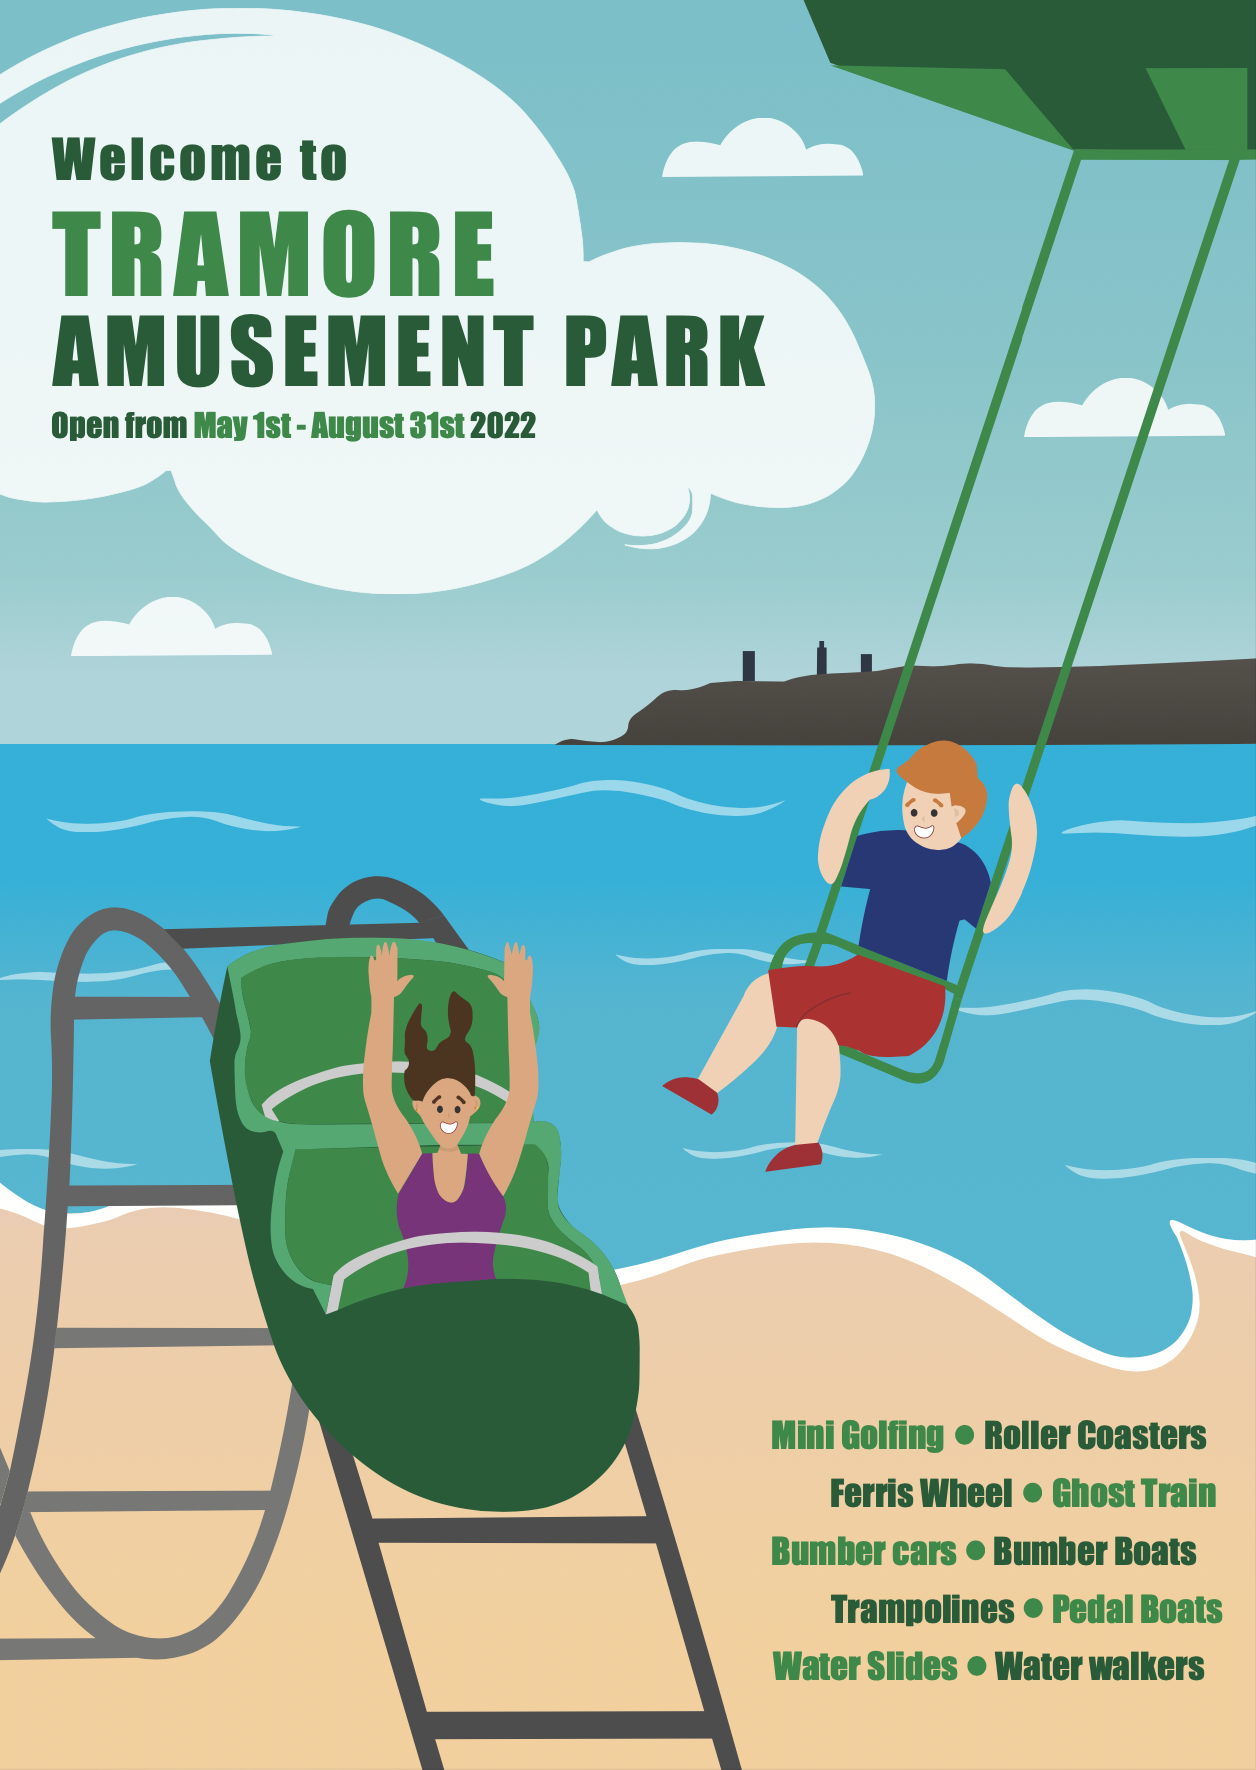 Welcome to
TRAMORE
AMUSEMENT PARK
Open from May 1st - August 31st 2022
Mini Golfing ● Roller Coasters
Ferris Wheel ● Ghost Train
Bumber cars ● Bumber Boats
Trampolines ● Pedal Boats
Water Slides ● Water walkers